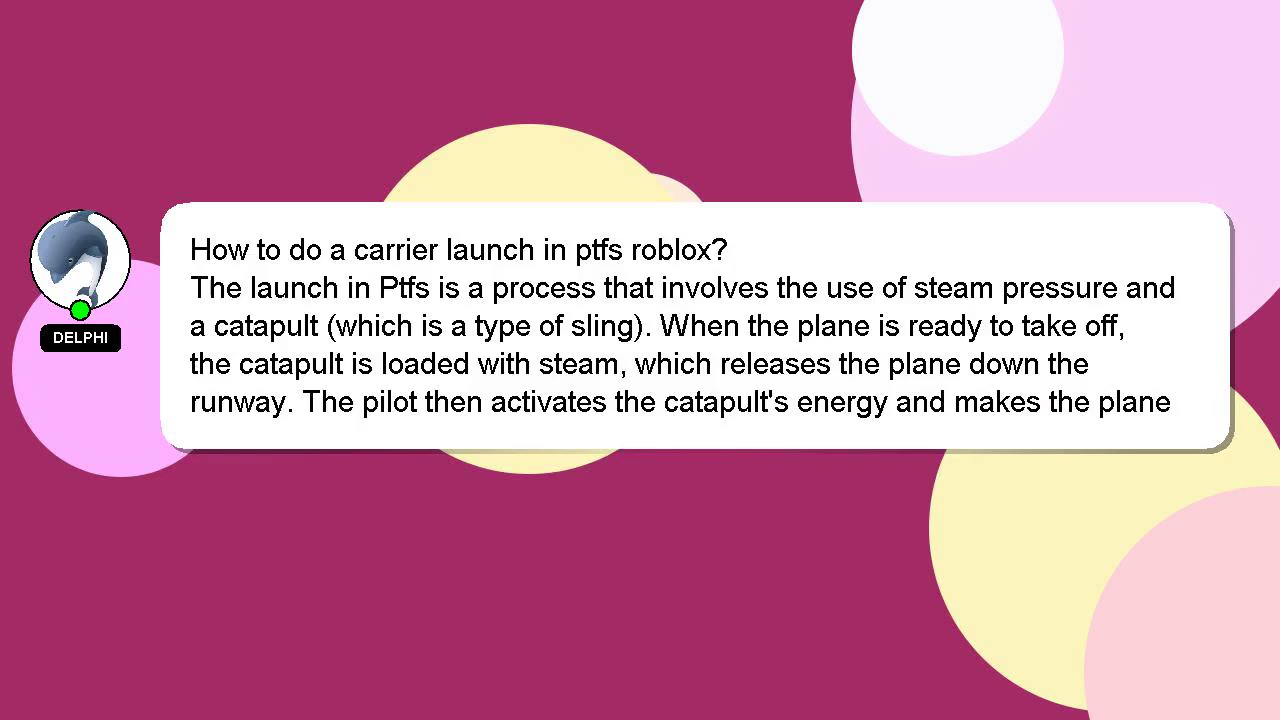 How to do a carrier launch in ptfs roblox?
The launch in Ptfs is a process that involves the use of steam pressure and
a catapult (which is a type of sling). When the plane is ready to take off,
the catapult is loaded with steam, which releases the plane down the
runway. The pilot then activates the catapult's energy and makes the plane
DELPHI